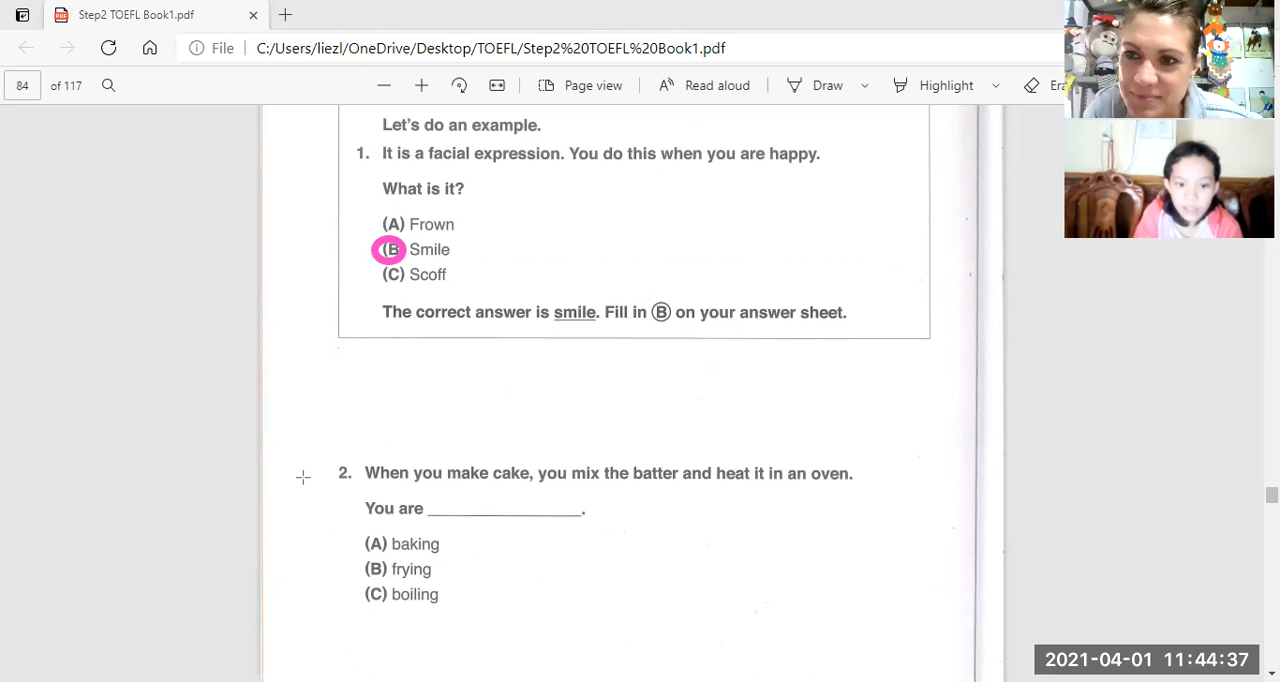 Step2 TOEFL Book1.pdf
File C:/Users/liezl/OneDrive/Desktop/TOEFL/Step2%20TOEFL%20Book1.pdf
84 of 117 Page view Read aloud Draw Highlight
Let's do an example.
1. It is a facial expression. You do this when you are happy.
What is it?
(A) Frown
(B Smile
(C) Scoff
The correct answer is smile. Fill in Ⓑ on your answer sheet.
2. When you make cake, you mix the batter and heat it in an oven.
You are ________________.
(A) baking
(B) frying
(C) boiling
2021-04-01 11:44:37